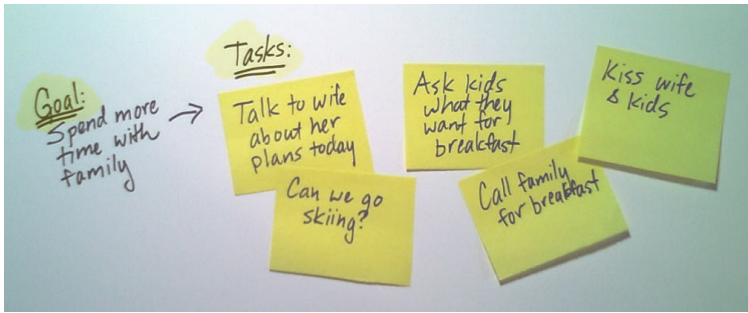 Goal:
Spend more
time with
family
Tasks:
Talk to wife
about her
plans today
Can we go
skiing?
Ask kids
what they
want for
breakfast
Call family
for breakfast
Kiss wife
& kids